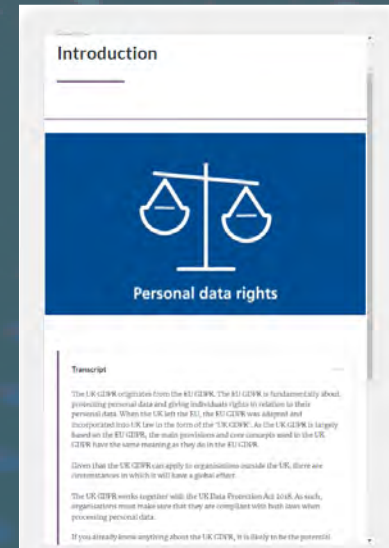 Introduction
Personal data rights
Transcript
The UK GDPR originates from the EU GDPR. The EU GDPR is fundamentally about
protecting personal data and giving individuals rights in relation to their
personal data. When the UK left the EU, the EU GDPR was adapted and
incorporated into UK law in the form of the 'UK GDPR'. As the UK GDPR is largely
based on the EU GDPR, the main provisions and core concepts used in the UK
GDPR have the same meaning as they do in the EU GDPR.
Given that the UK GDPR can apply to organisations outside the UK, there are
circumstances in which it will have a global effect.
The UK GDPR works together with the UK Data Protection Act 2018. As such,
organisations must make sure that they are compliant with both laws when
processing personal data.
If you already know anything about the UK GDPR, it is likely to be the potential